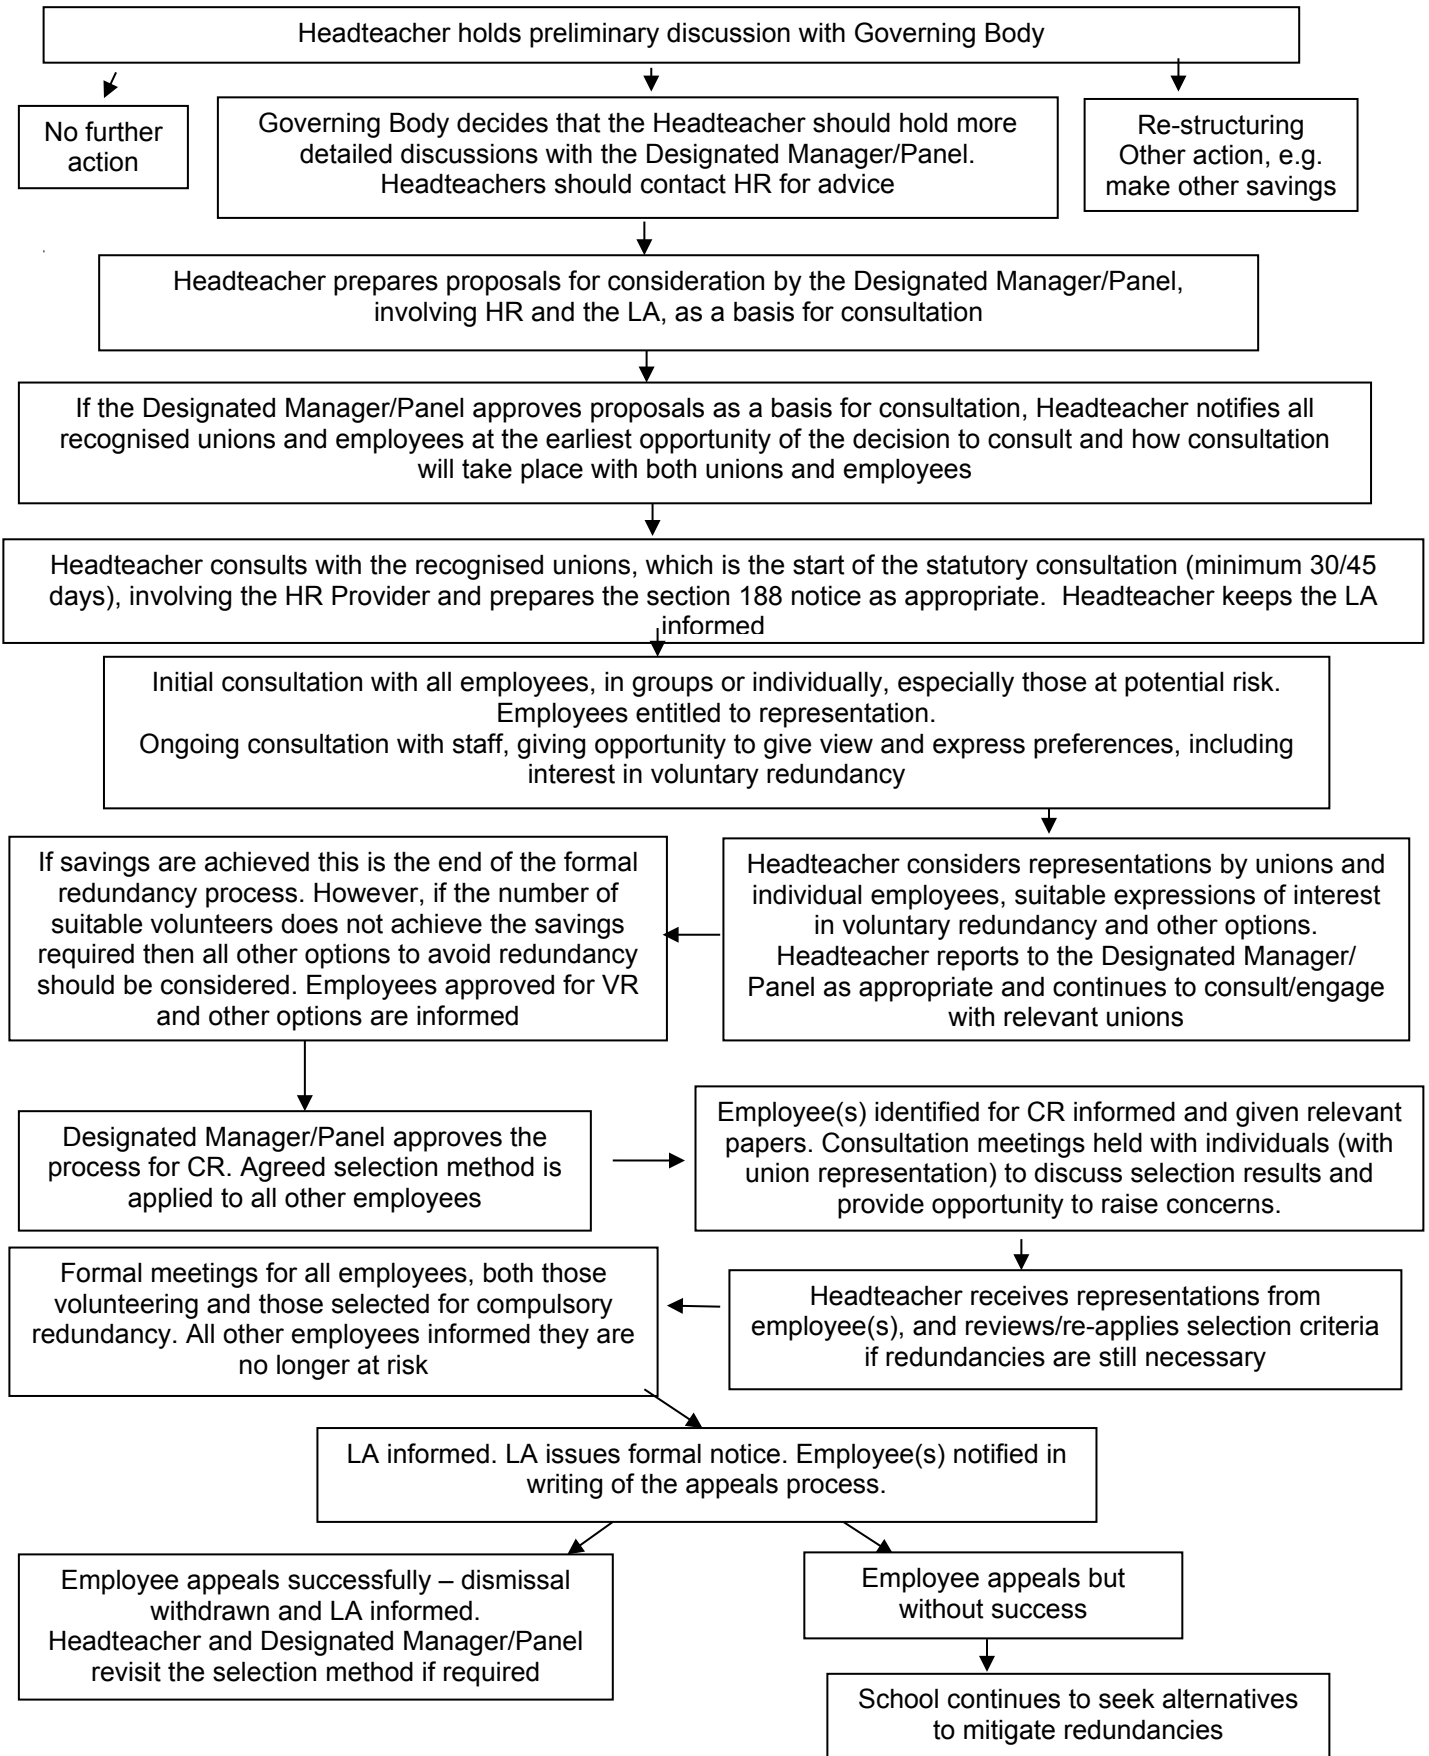 Headteacher holds preliminary discussion with Governing Body
No further
action
Governing Body decides that the Headteacher should hold more
detailed discussions with the Designated Manager/Panel.
Headteachers should contact HR for advice
Re-structuring
Other action, e.g.
make other savings
Headteacher prepares proposals for consideration by the Designated Manager/Panel,
involving HR and the LA, as a basis for consultation
If the Designated Manager/Panel approves proposals as a basis for consultation, Headteacher notifies all
recognised unions and employees at the earliest opportunity of the decision to consult and how consultation
will take place with both unions and employees
Headteacher consults with the recognised unions, which is the start of the statutory consultation (minimum 30/45
days), involving the HR Provider and prepares the section 188 notice as appropriate.  Headteacher keeps the LA
informed
Initial consultation with all employees, in groups or individually, especially those at potential risk.
Employees entitled to representation.
Ongoing consultation with staff, giving opportunity to give view and express preferences, including
interest in voluntary redundancy
If savings are achieved this is the end of the formal
redundancy process. However, if the number of
suitable volunteers does not achieve the savings
required then all other options to avoid redundancy
should be considered. Employees approved for VR
and other options are informed
Headteacher considers representations by unions and
individual employees, suitable expressions of interest
in voluntary redundancy and other options.
Headteacher reports to the Designated Manager/
Panel as appropriate and continues to consult/engage
with relevant unions
Designated Manager/Panel approves the
process for CR. Agreed selection method is
applied to all other employees
Employee(s) identified for CR informed and given relevant
papers. Consultation meetings held with individuals (with
union representation) to discuss selection results and
provide opportunity to raise concerns.
Formal meetings for all employees, both those
volunteering and those selected for compulsory
redundancy. All other employees informed they are
no longer at risk
Headteacher receives representations from
employee(s), and reviews/re-applies selection criteria
if redundancies are still necessary
LA informed. LA issues formal notice. Employee(s) notified in
writing of the appeals process.
Employee appeals successfully – dismissal
withdrawn and LA informed.
Headteacher and Designated Manager/Panel
revisit the selection method if required
Employee appeals but
without success
School continues to seek alternatives
to mitigate redundancies